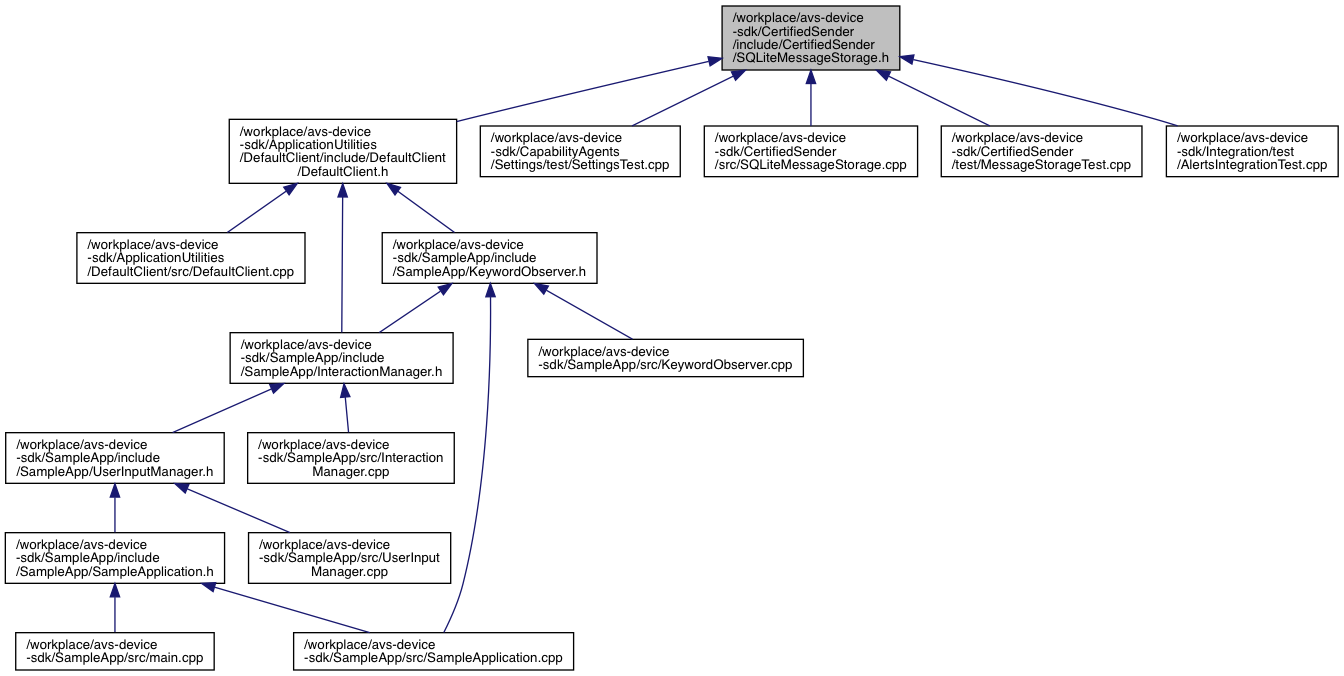 /workplace/avs-device
-sdk/CertifiedSender
/include/CertifiedSender
/SQLiteMessageStorage.h
/workplace/avs-device
-sdk/ApplicationUtilities
/DefaultClient/include/DefaultClient
/DefaultClient.h
/workplace/avs-device
-sdk/CapabilityAgents
/Settings/test/SettingsTest.cpp
/workplace/avs-device
-sdk/CertifiedSender
/src/SQLiteMessageStorage.cpp
/workplace/avs-device
-sdk/CertifiedSender
/test/MessageStorageTest.cpp
/workplace/avs-device
-sdk/Integration/test
/AlertsIntegrationTest.cpp
/workplace/avs-device
-sdk/ApplicationUtilities
/DefaultClient/src/DefaultClient.cpp
/workplace/avs-device
-sdk/SampleApp/include
/SampleApp/KeywordObserver.h
/workplace/avs-device
-sdk/SampleApp/include
/SampleApp/InteractionManager.h
/workplace/avs-device
-sdk/SampleApp/src/KeywordObserver.cpp
/workplace/avs-device
-sdk/SampleApp/include
/SampleApp/UserInputManager.h
/workplace/avs-device
-sdk/SampleApp/src/Interaction
Manager.cpp
/workplace/avs-device
-sdk/SampleApp/include
/SampleApp/SampleApplication.h
/workplace/avs-device
-sdk/SampleApp/src/UserInput
Manager.cpp
/workplace/avs-device
-sdk/SampleApp/src/main.cpp
/workplace/avs-device
-sdk/SampleApp/src/SampleApplication.cpp